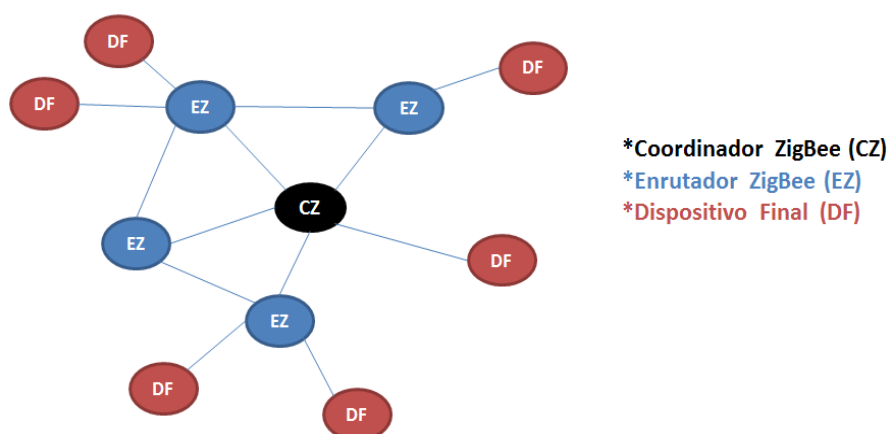 DF
DF
DF
EZ
EZ
CZ
EZ
DF
EZ
DF
DF
*Coordinador ZigBee (CZ)
*Enrutador ZigBee (EZ)
*Dispositivo Final (DF)